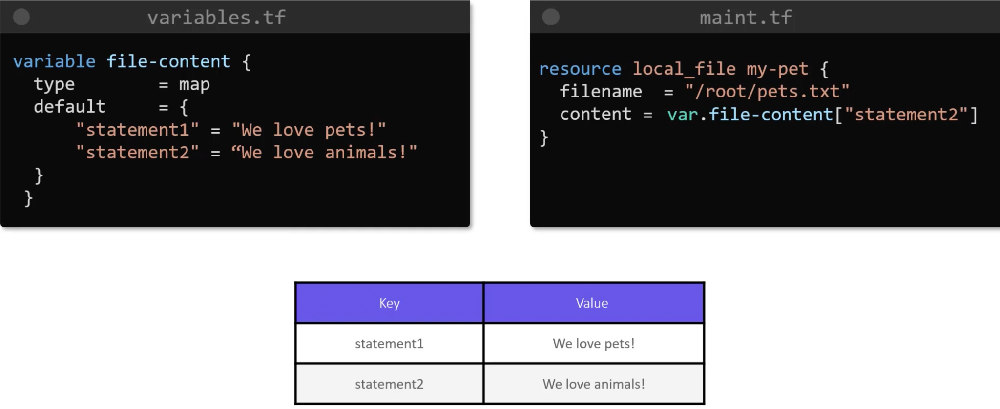 variables.tf
variable file-content {
  type        = map
  default     = {
      "statement1" = "We love pets!"
      "statement2" = “We love animals!"
  }
 }
maint.tf
resource local_file my-pet {
  filename  = "/root/pets.txt"
  content = var.file-content["statement2"]
}
Key Value
statement1 We love pets!
statement2 We love animals!